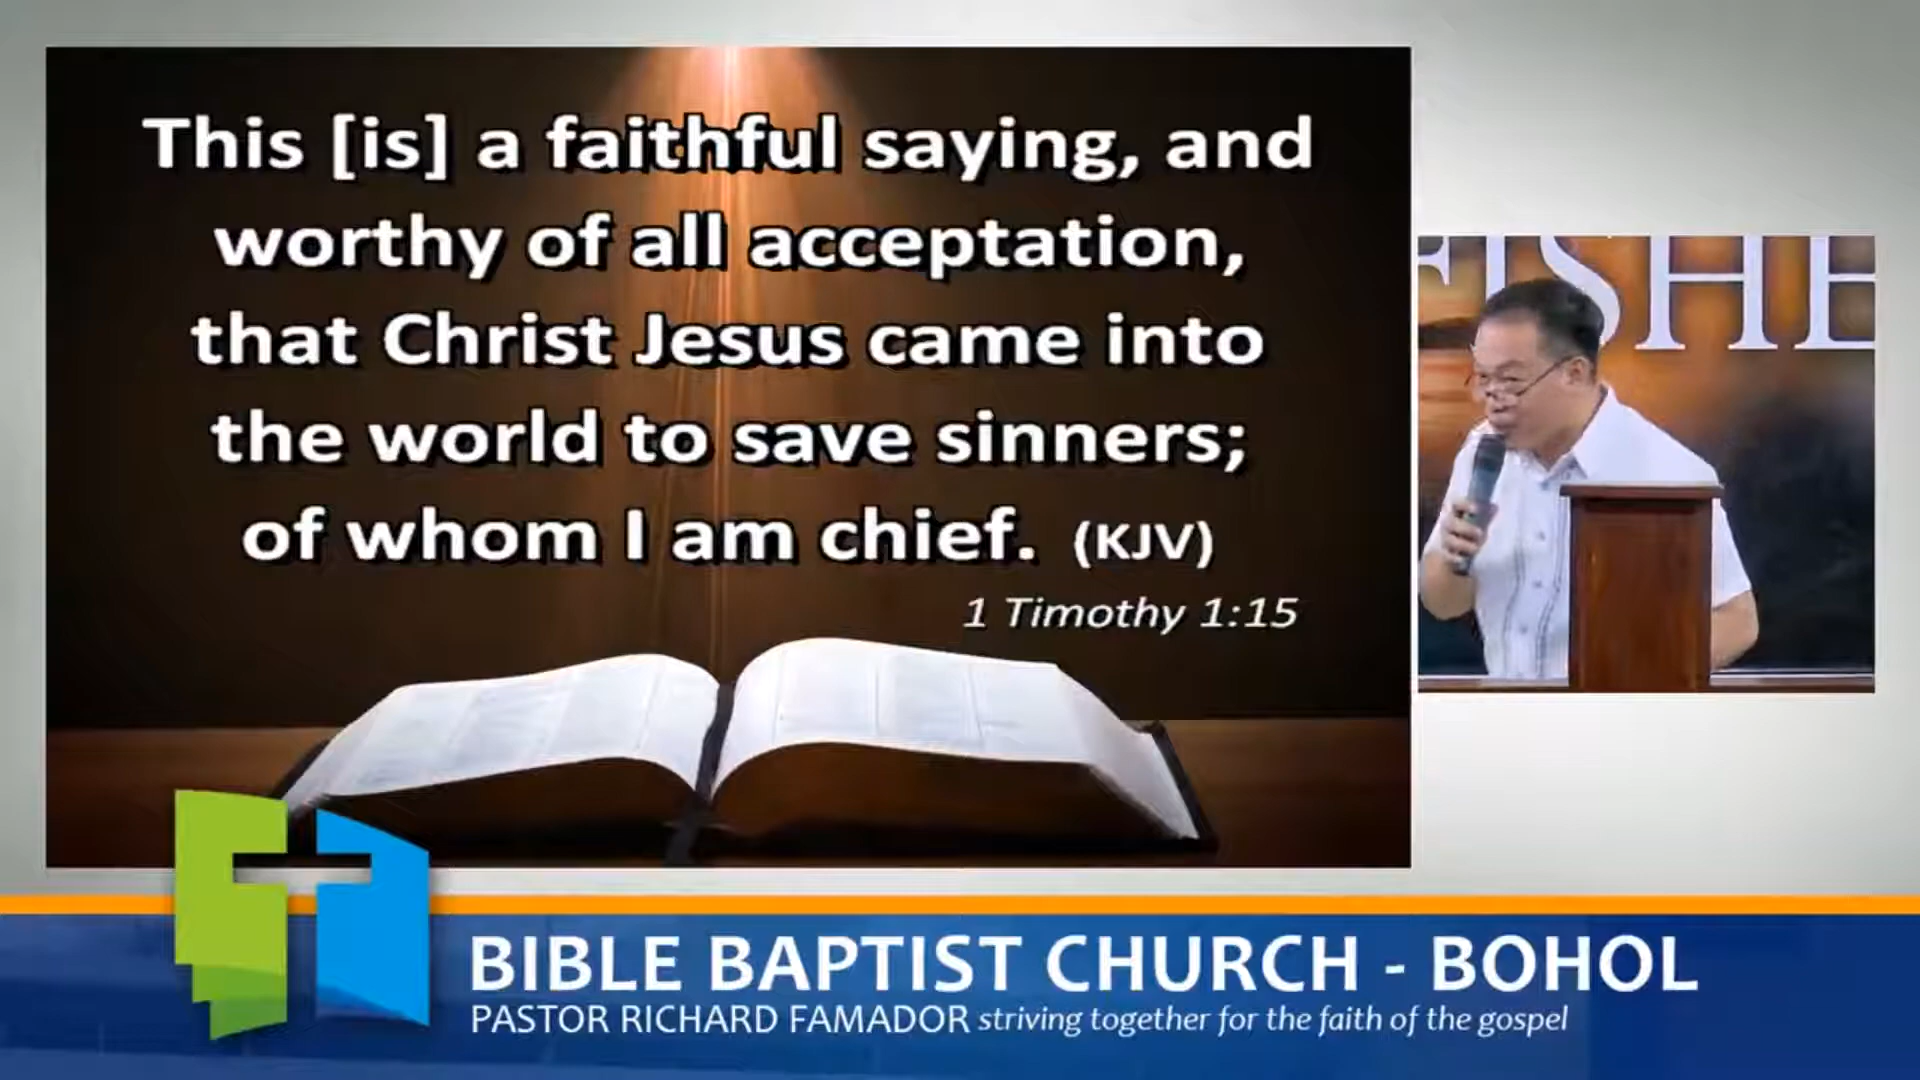 This [is] a faithful saying, and
worthy of all acceptation,
that Christ Jesus came into
the world to save sinners;
of whom I am chief. (KJV)
1 Timothy 1:15
FISHE
BIBLE BAPTIST CHURCH - BOHOL
PASTOR RICHARD FAMADOR striving together for the faith of the gospel